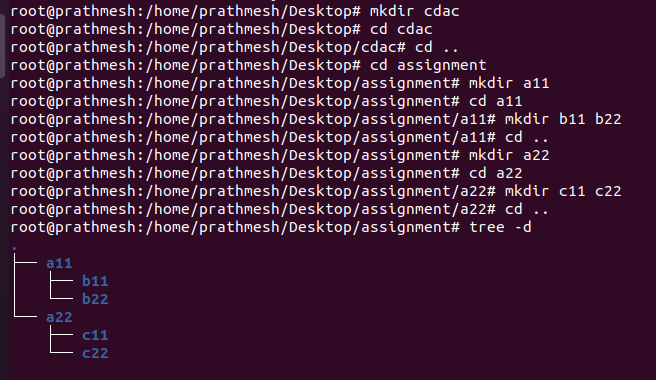 root@prathmesh:/home/prathmesh/Desktop# mkdir cdac
root@prathmesh:/home/prathmesh/Desktop# cd cdac
root@prathmesh:/home/prathmesh/Desktop/cdac# cd ..
root@prathmesh:/home/prathmesh/Desktop# cd assignment
root@prathmesh:/home/prathmesh/Desktop/assignment# mkdir a11
root@prathmesh:/home/prathmesh/Desktop/assignment# cd a11
root@prathmesh:/home/prathmesh/Desktop/assignment/a11# mkdir b11 b22
root@prathmesh:/home/prathmesh/Desktop/assignment/a11# cd ..
root@prathmesh:/home/prathmesh/Desktop/assignment# mkdir a22
root@prathmesh:/home/prathmesh/Desktop/assignment# cd a22
root@prathmesh:/home/prathmesh/Desktop/assignment/a22# mkdir c11 c22
root@prathmesh:/home/prathmesh/Desktop/assignment/a22# cd ..
root@prathmesh:/home/prathmesh/Desktop/assignment# tree -d
.
├── a11
│   ├── b11
│   └── b22
└── a22
    ├── c11
    └── c22